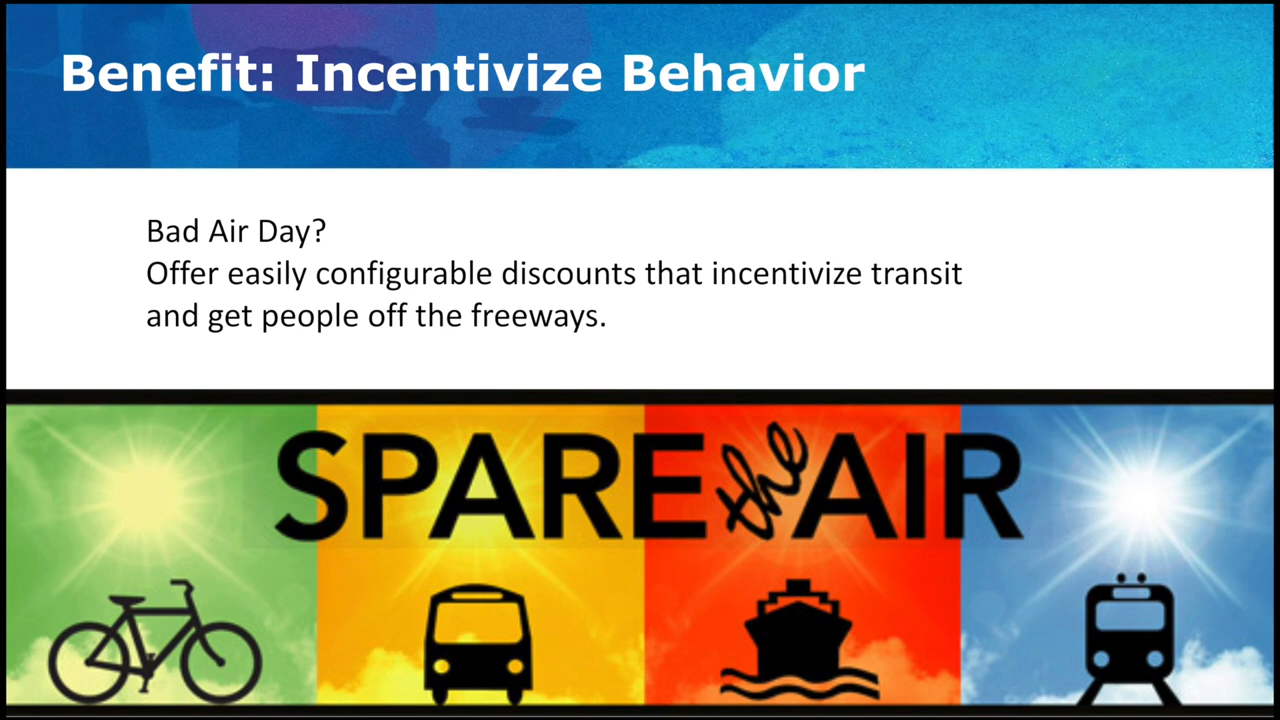 Benefit: Incentivize Behavior
Bad Air Day?
Offer easily configurable discounts that incentivize transit
and get people off the freeways.
SPARE the AIR